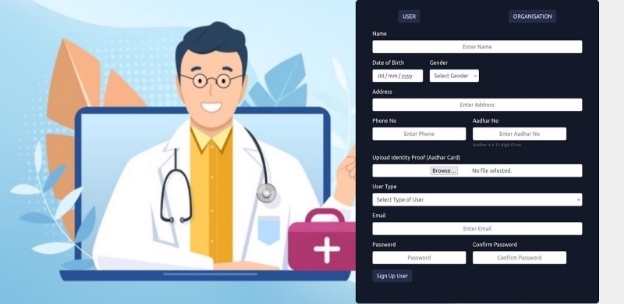 USER ORGANISATION
Name
Enter Name
Date of Birth Gender
dd/mm/yyyy Select Gender
Address
Enter Address
Phone No Aadhar No
Enter Phone Enter Aadhar No
Upload Identity Proof (Aadhar Card)
Browse... No file selected.
User Type
Select Type of User
Email
Enter Email
Password Confirm Password
Password Confirm Password
Sign Up User